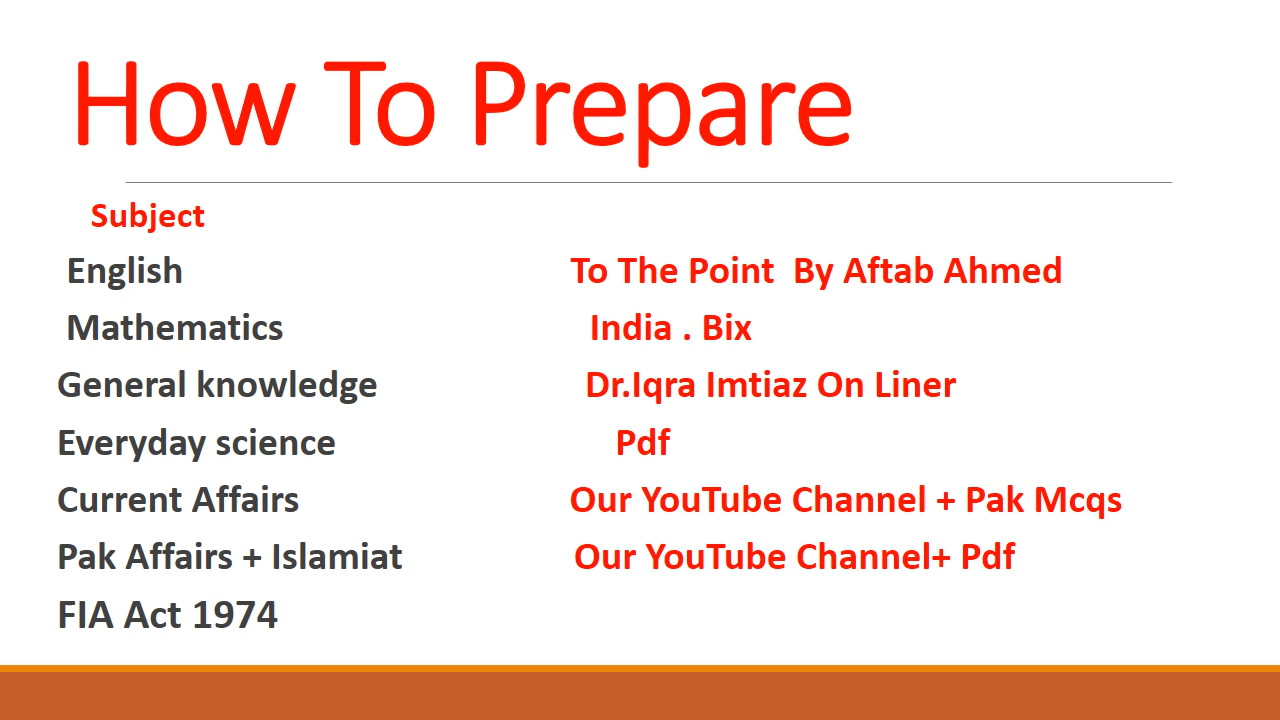 How To Prepare
Subject
English To The Point By Aftab Ahmed
Mathematics India . Bix
General knowledge Dr.Iqra Imtiaz On Liner
Everyday science Pdf
Current Affairs Our YouTube Channel + Pak Mcqs
Pak Affairs + Islamiat Our YouTube Channel+ Pdf
FIA Act 1974